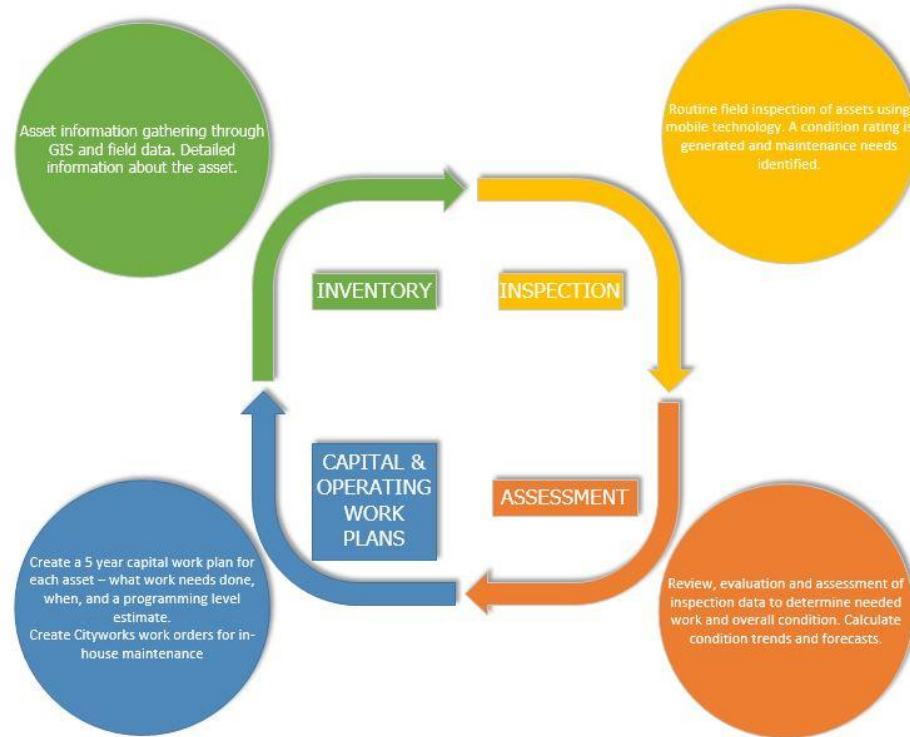 Asset information gathering through
GIS and field data. Detailed
information about the asset.
Routine field inspection of assets using
mobile technology. A condition rating is
generated and maintenance needs
identified.
INVENTORY
INSPECTION
CAPITAL &
OPERATING
WORK
PLANS
ASSESSMENT
Create a 5 year capital work plan for
each asset – what work needs done,
when, and a programming level
estimate.
Create Cityworks work orders for in-
house maintenance
Review, evaluation and assessment of
inspection data to determine needed
work and overall condition. Calculate
condition trends and forecasts.